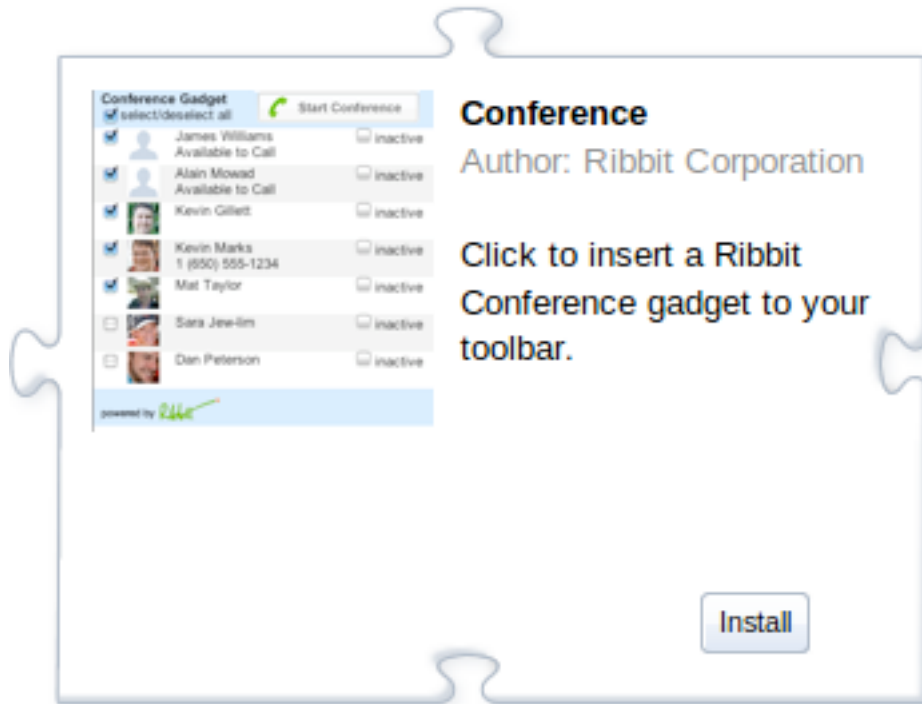 Conference Gadget
select/deselect all
Start Conference
James Williams
Available to Call
inactive
Alain Mowad
Available to Call
inactive
Kevin Gillett
inactive
Kevin Marks
1 (650) 555-1234
inactive
Mat Taylor
inactive
Sara Jew-lim
inactive
Dan Peterson
inactive
powered by Ribbit
Conference
Author: Ribbit Corporation
Click to insert a Ribbit
Conference gadget to your
toolbar.
Install